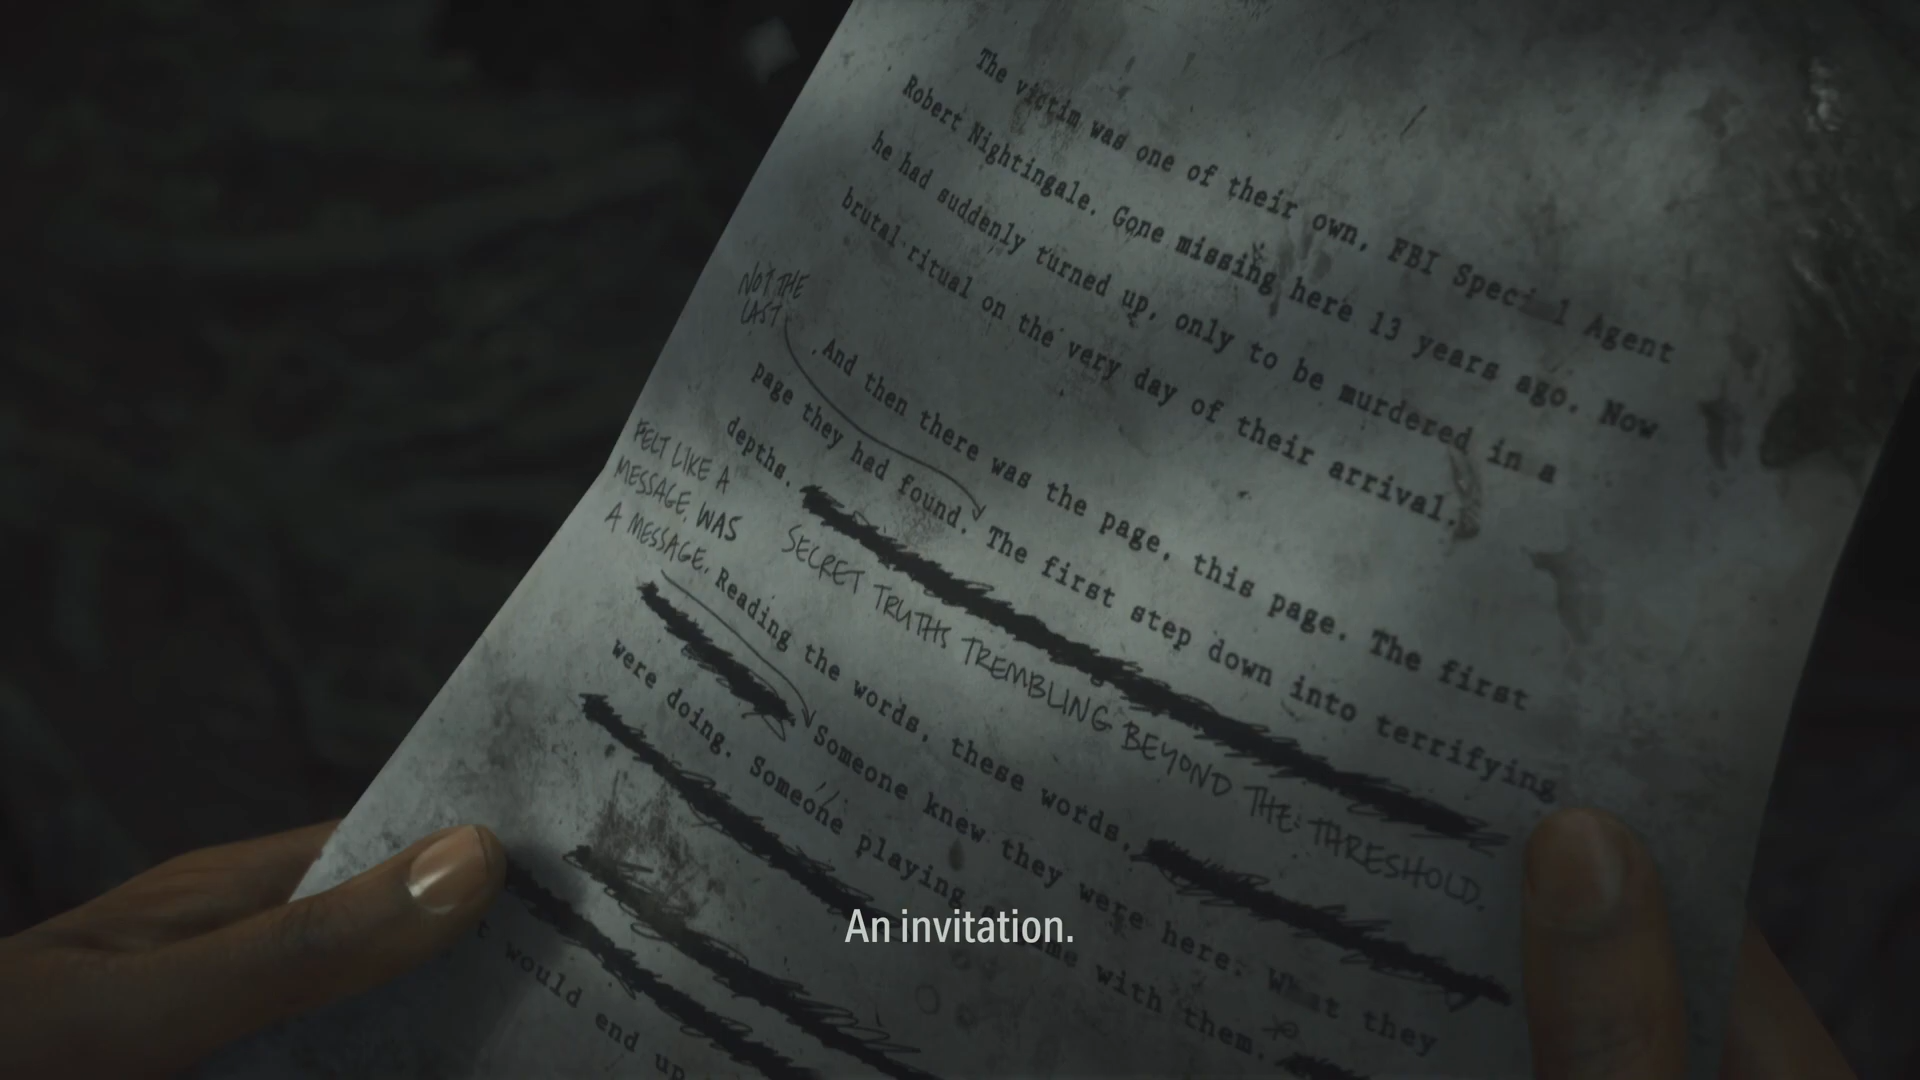 The victim was one of their own, FBI Special Agent
Robert Nightingale. Gone missing here 13 years ago. Now
he had suddenly turned up, only to be murdered in a
brutal ritual on the very day of their arrival.
NOT THE
LAST
And then there was the page, this page. The first
page they had found. The first step down into terrifying
depths.
SECRET TRUTHS TREMBLING BEYOND THE THRESHOLD.
FELT LIKE A
MESSAGE, WAS
A MESSAGE.
Reading the words, these words,
Someone knew they were here. What they
were doing. Someone playing a game with them.
would end up
An invitation.